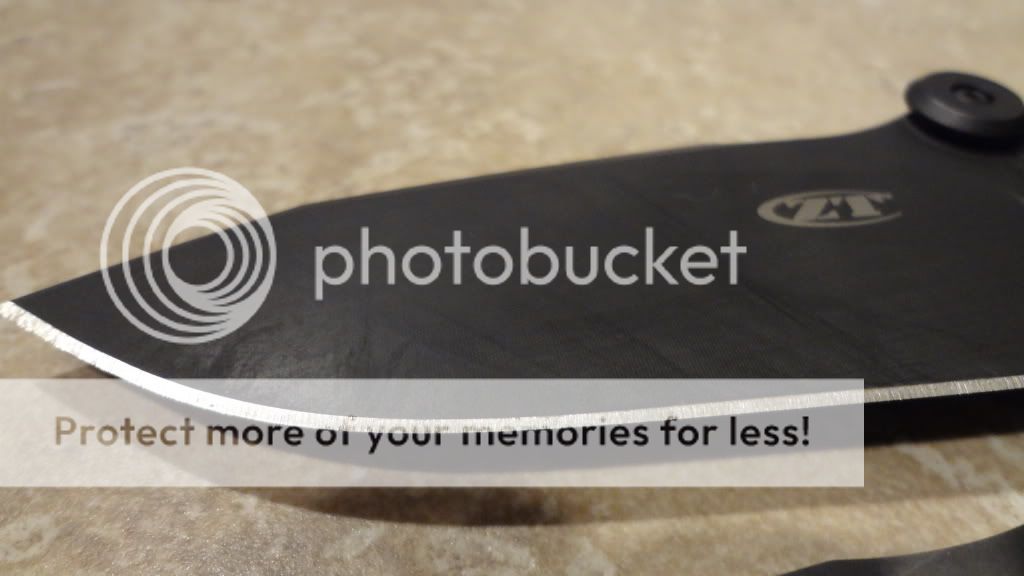 ZT
photobucket
Protect more of your memories for less!